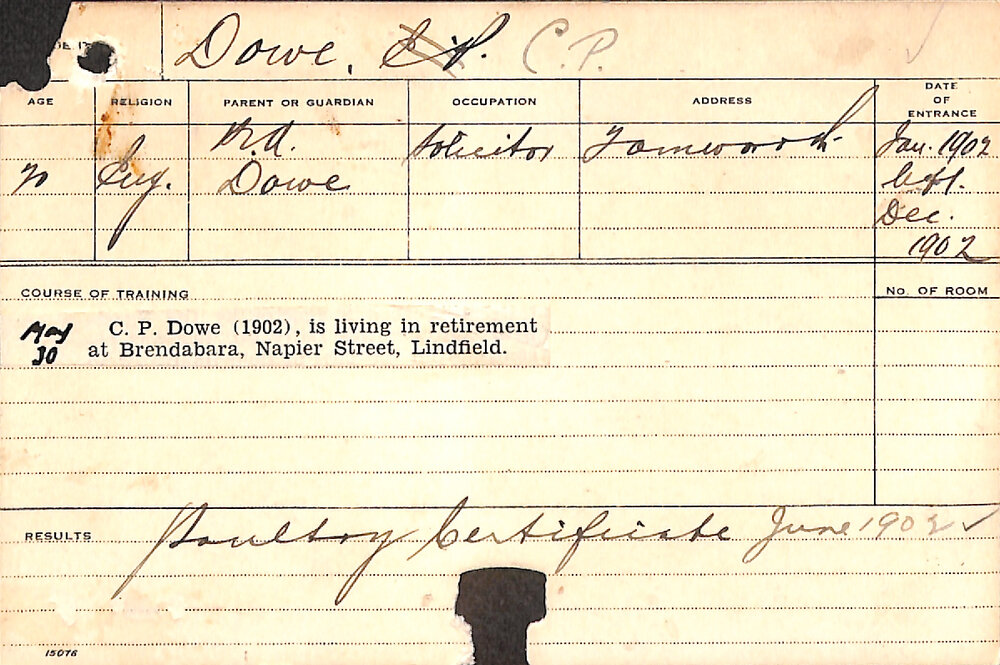 Dowe, C.P.
AGE RELIGION PARENT OR GUARDIAN OCCUPATION ADDRESS DATE OF ENTRANCE
Solicitor Jan. 1902
20 Eng. Dowe left
Dec.
1902
COURSE OF TRAINING No. OF ROOM
May C. P. Dowe (1902), is living in retirement
30 at Brendabara, Napier Street, Lindfield.
RESULTS Poultry Certificate June 1902 ✓
15076